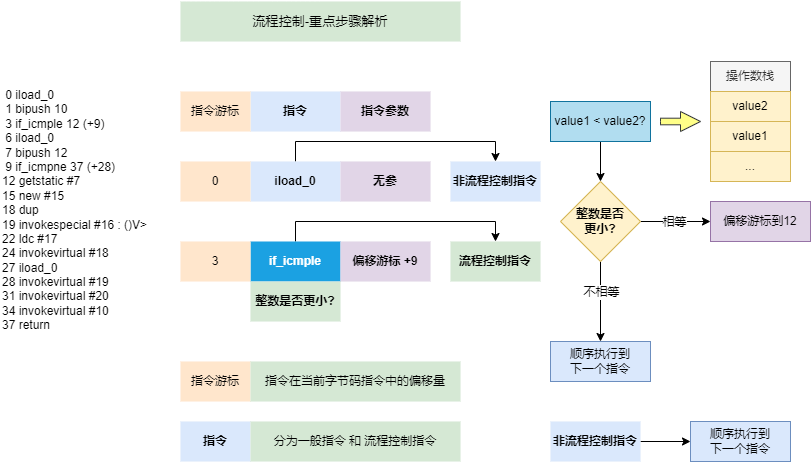 流程控制-重点步骤解析
0 iload_0
1 bipush 10
3 if_icmple 12 (+9)
6 iload_0
7 bipush 12
9 if_icmpne 37 (+28)
12 getstatic #7
15 new #15
18 dup
19 invokespecial #16 : ()V>
22 ldc #17
24 invokevirtual #18
27 iload_0
28 invokevirtual #19
31 invokevirtual #20
34 invokevirtual #10
37 return
指令游标
指令
指令参数
0
iload_0
无参
非流程控制指令
3
if_icmple
偏移游标 +9
流程控制指令
整数是否更小?
指令游标
指令在当前字节码指令中的偏移量
指令
分为一般指令 和 流程控制指令
value1 < value2?
操作数栈
value2
value1
...
整数是否
更小?
相等
偏移游标到12
不相等
顺序执行到
下一个指令
非流程控制指令
顺序执行到
下一个指令